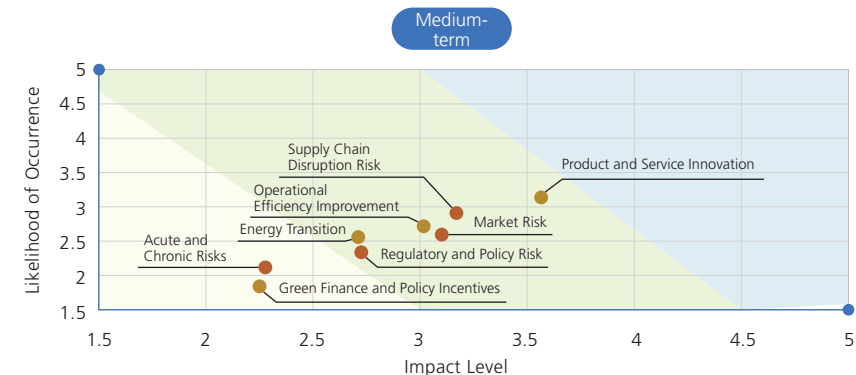 Medium-
term
Likelihood of Occurrence
5
4.5
4
3.5
3
2.5
2
1.5
Supply Chain
Disruption Risk
Product and Service Innovation
Operational
Efficiency Improvement
Market Risk
Energy Transition
Acute and
Chronic Risks
Regulatory and Policy Risk
Green Finance and Policy Incentives
1.5
2
2.5
3
3.5
4
4.5
5
Impact Level